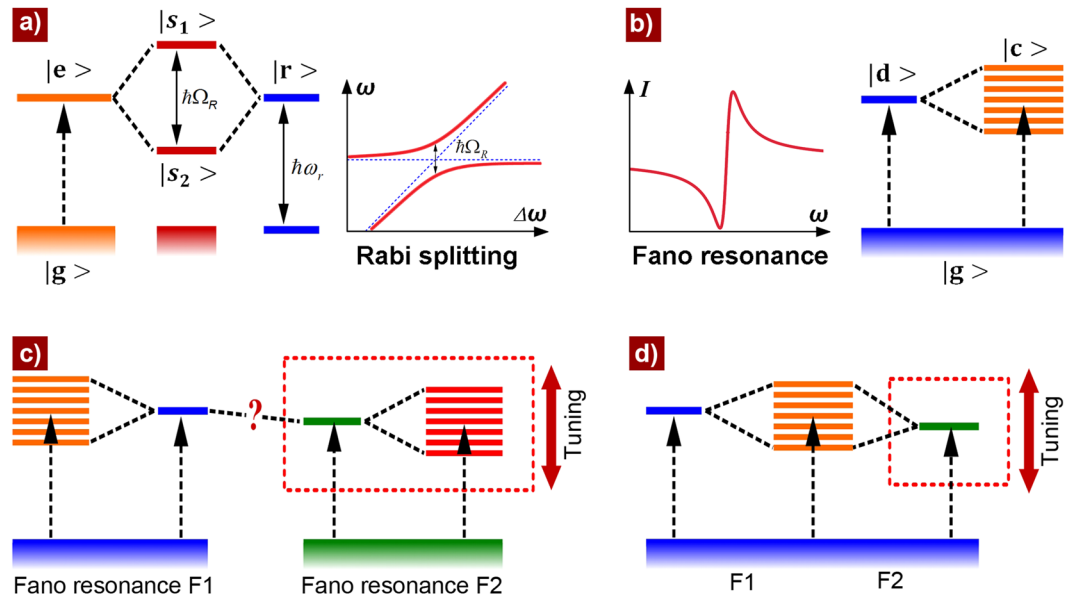 a)
|s₁ >
|e >
|r >
ħΩ_R
|s₂ >
ħω_r
|g >
ω
ħΩ_R
Δω
Rabi splitting
b)
I
ω
Fano resonance
|d >
|c >
|g >
c)
?
Tuning
Fano resonance F1
Fano resonance F2
d)
Tuning
F1
F2